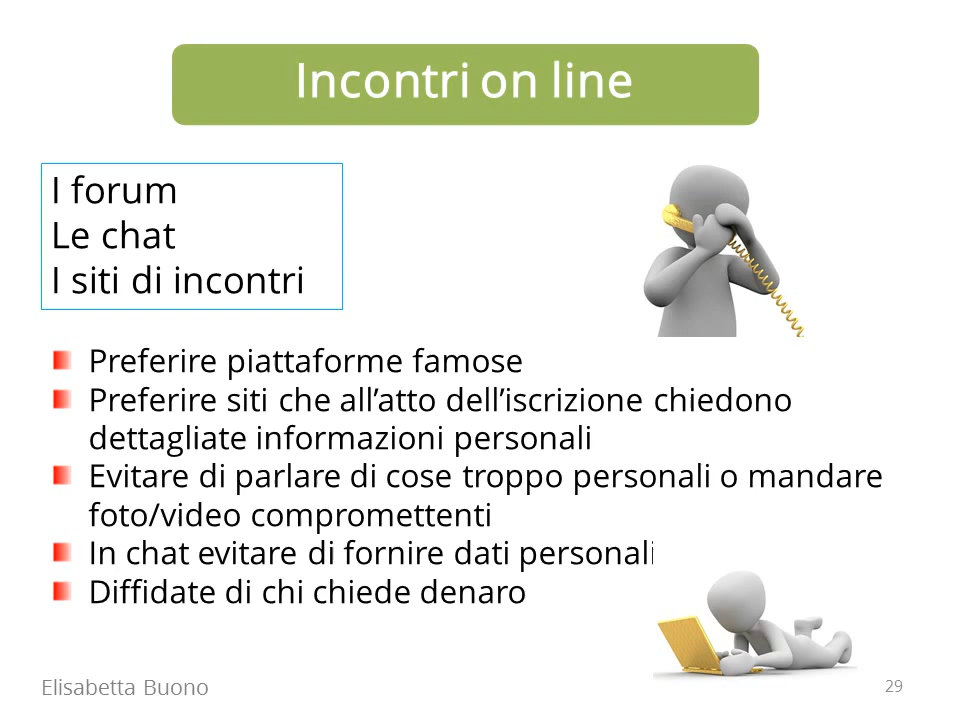 Incontri on line
I forum
Le chat
I siti di incontri
Preferire piattaforme famose
Preferire siti che all’atto dell’iscrizione chiedono
dettagliate informazioni personali
Evitare di parlare di cose troppo personali o mandare
foto/video compromettenti
In chat evitare di fornire dati personali
Diffidate di chi chiede denaro
Elisabetta Buono
29